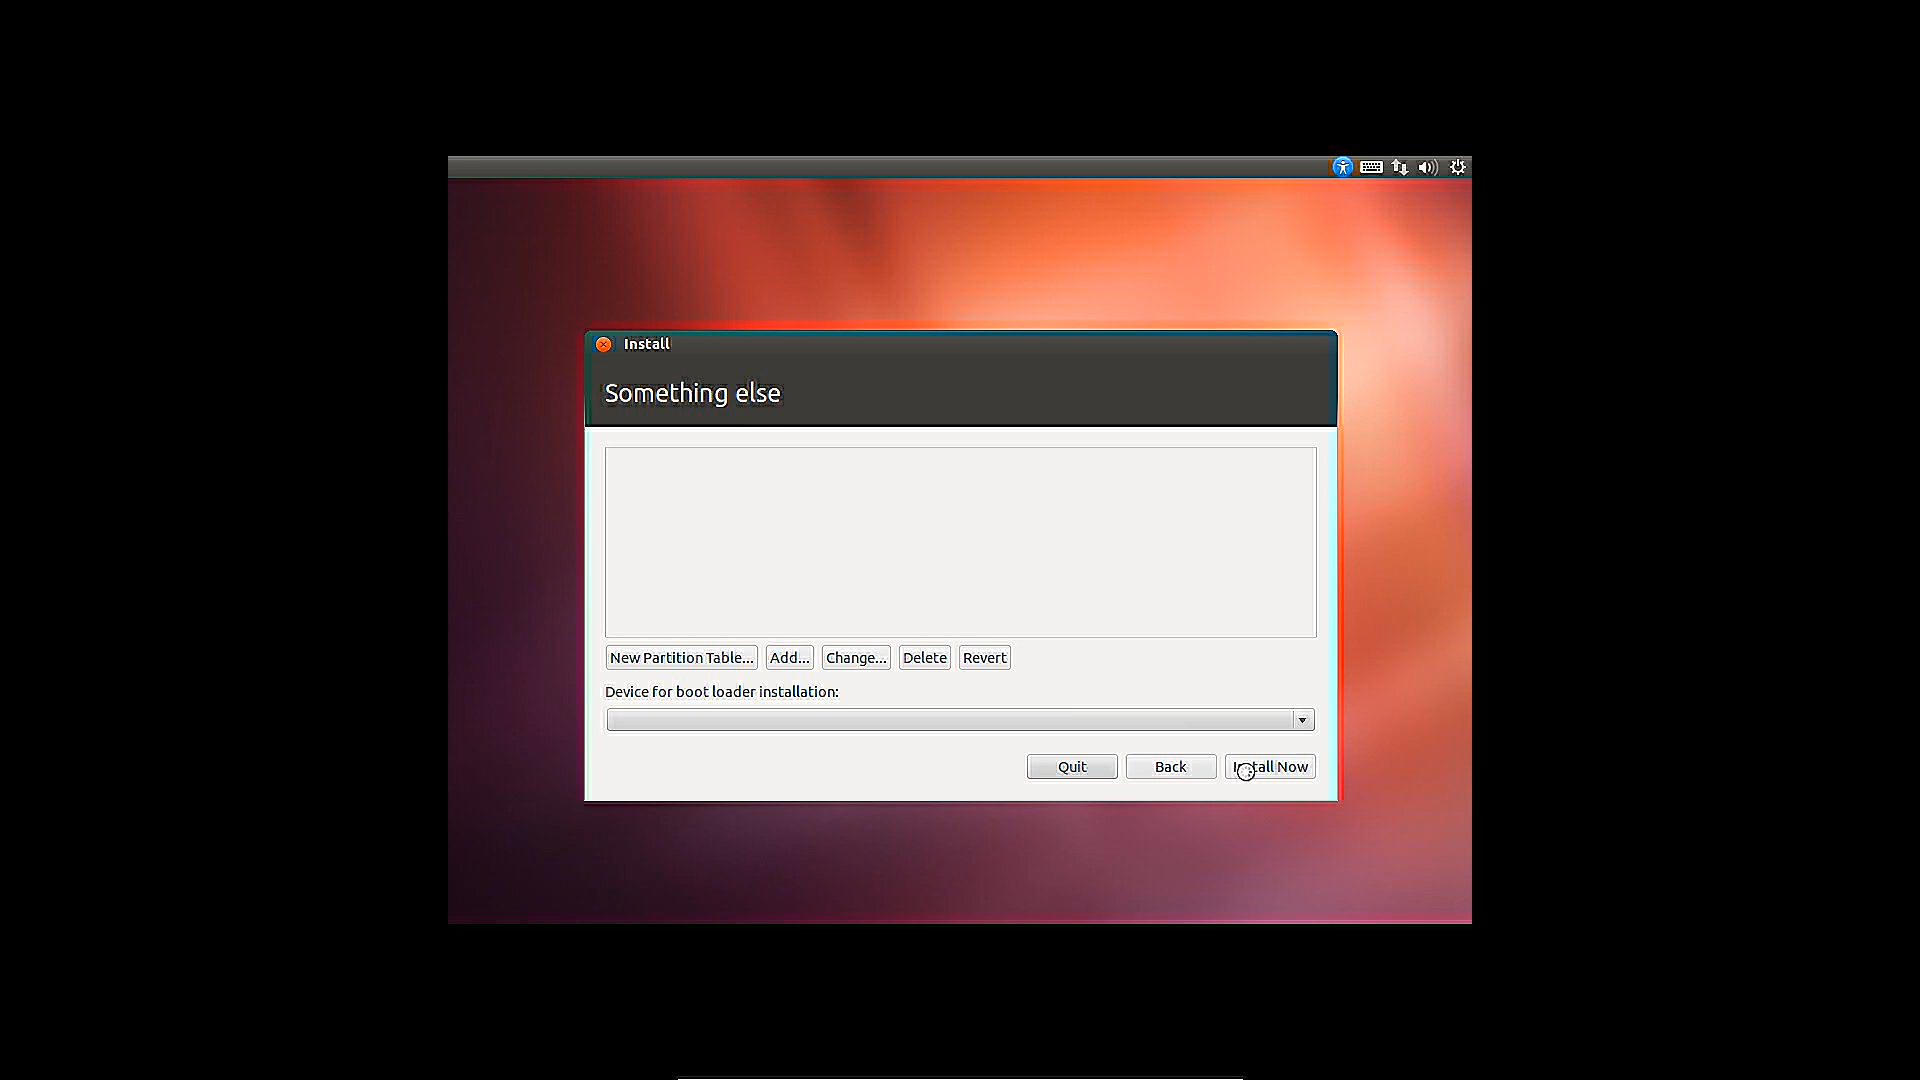 Install
Something else
New Partition Table... Add... Change... Delete Revert
Device for boot loader installation:
Quit Back Install Now